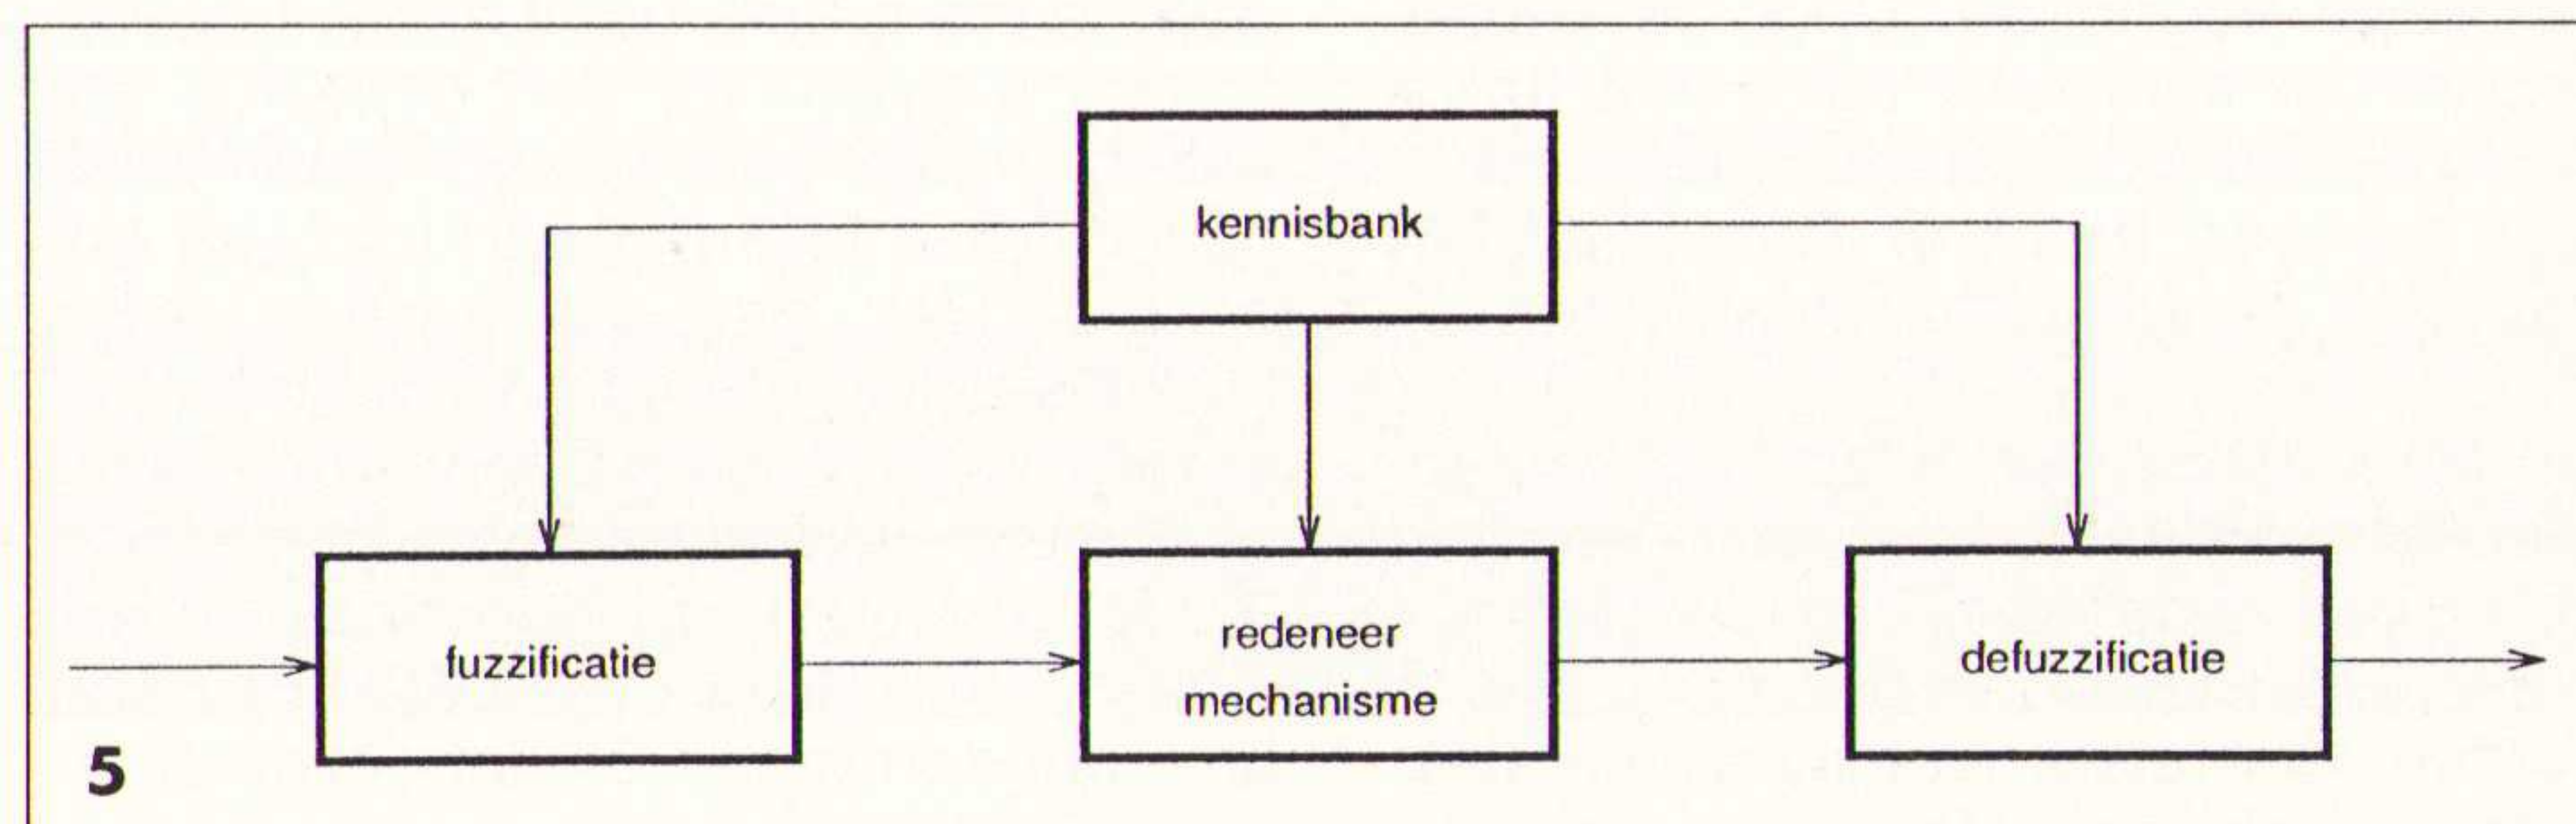 kennisbank
fuzzificatie
redeneer
mechanisme
defuzzificatie
5